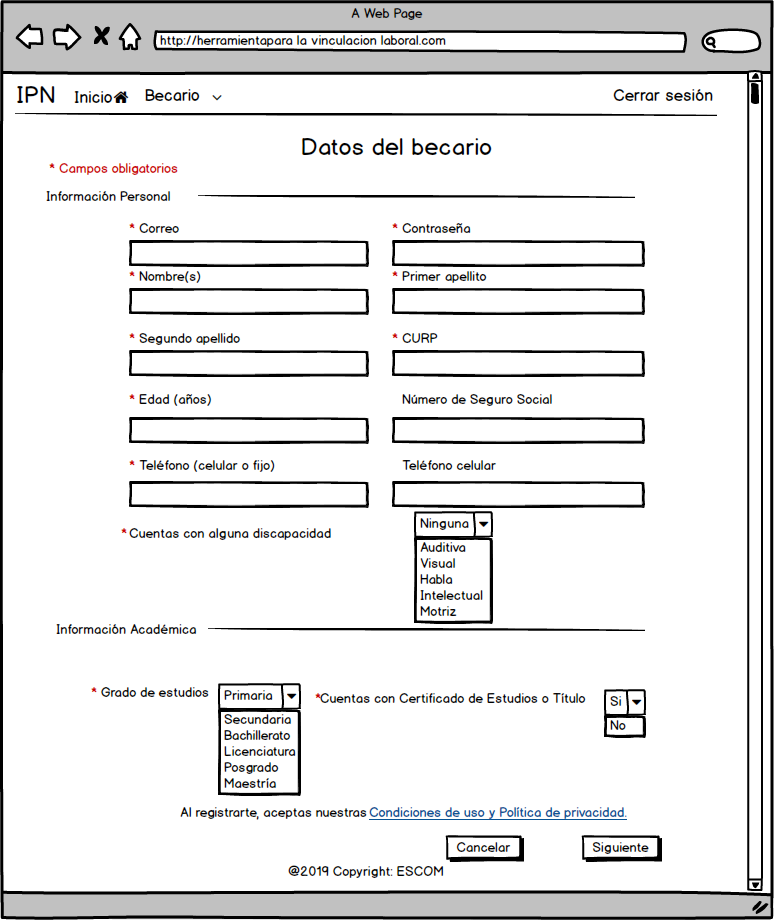 A Web Page
http://herramientapara la vinculacion laboral.com
IPN Inicio Becario Cerrar sesión
Datos del becario
* Campos obligatorios
Información Personal
* Correo * Contraseña
* Nombre(s) * Primer apellito
* Segundo apellido * CURP
* Edad (años) Número de Seguro Social
* Teléfono (celular o fijo) Teléfono celular
* Cuentas con alguna discapacidad Ninguna
Auditiva
Visual
Habla
Intelectual
Motriz
Información Académica
* Grado de estudios Primaria *Cuentas con Certificado de Estudios o Título Si
Secundaria No
Bachillerato
Licenciatura
Posgrado
Maestría
Al registrarte, aceptas nuestras Condiciones de uso y Política de privacidad.
Cancelar Siguiente
@2019 Copyright: ESCOM